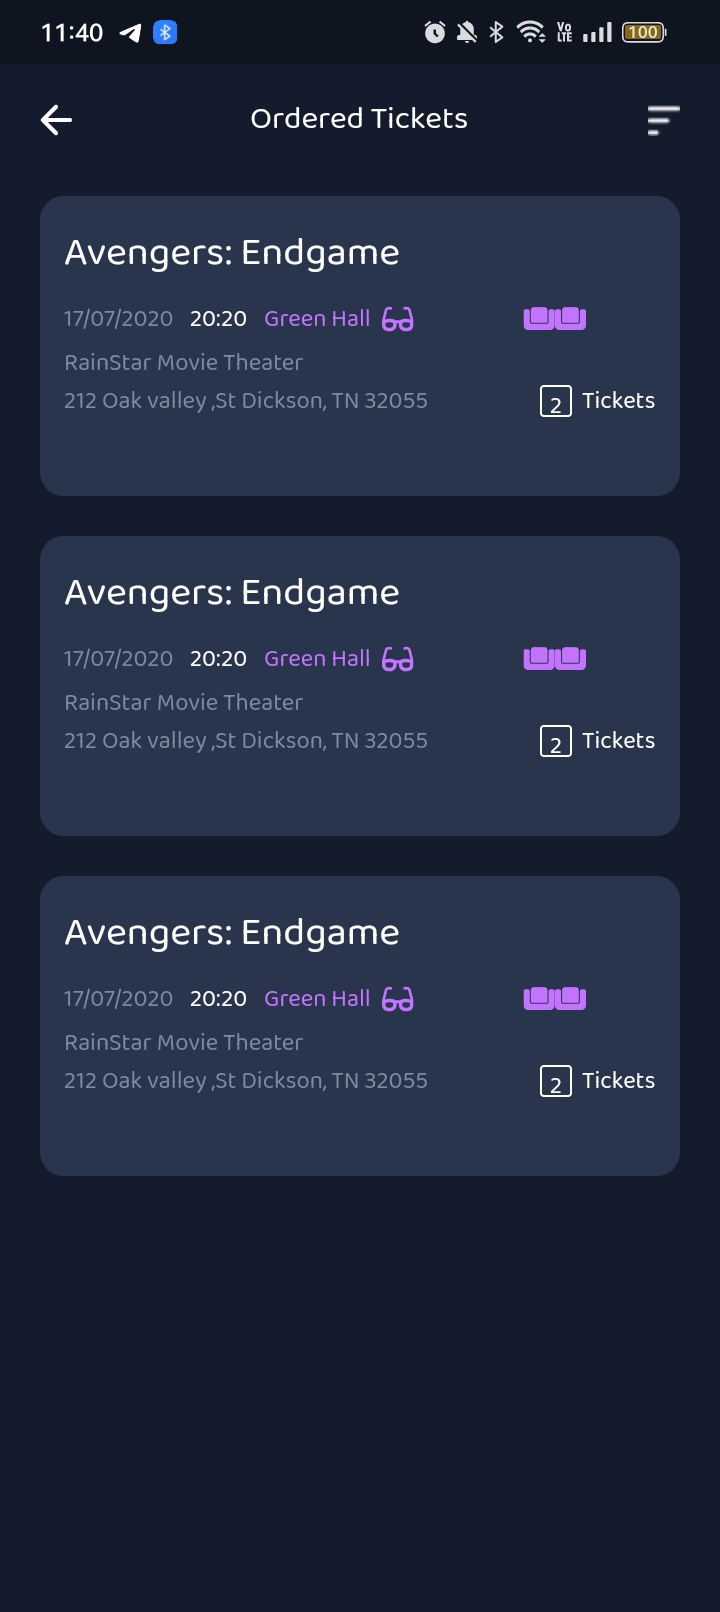 11:40 Vo LTE 100
Ordered Tickets
Avengers: Endgame
17/07/2020 20:20 Green Hall
RainStar Movie Theater
212 Oak valley ,St Dickson, TN 32055 2 Tickets
Avengers: Endgame
17/07/2020 20:20 Green Hall
RainStar Movie Theater
212 Oak valley ,St Dickson, TN 32055 2 Tickets
Avengers: Endgame
17/07/2020 20:20 Green Hall
RainStar Movie Theater
212 Oak valley ,St Dickson, TN 32055 2 Tickets